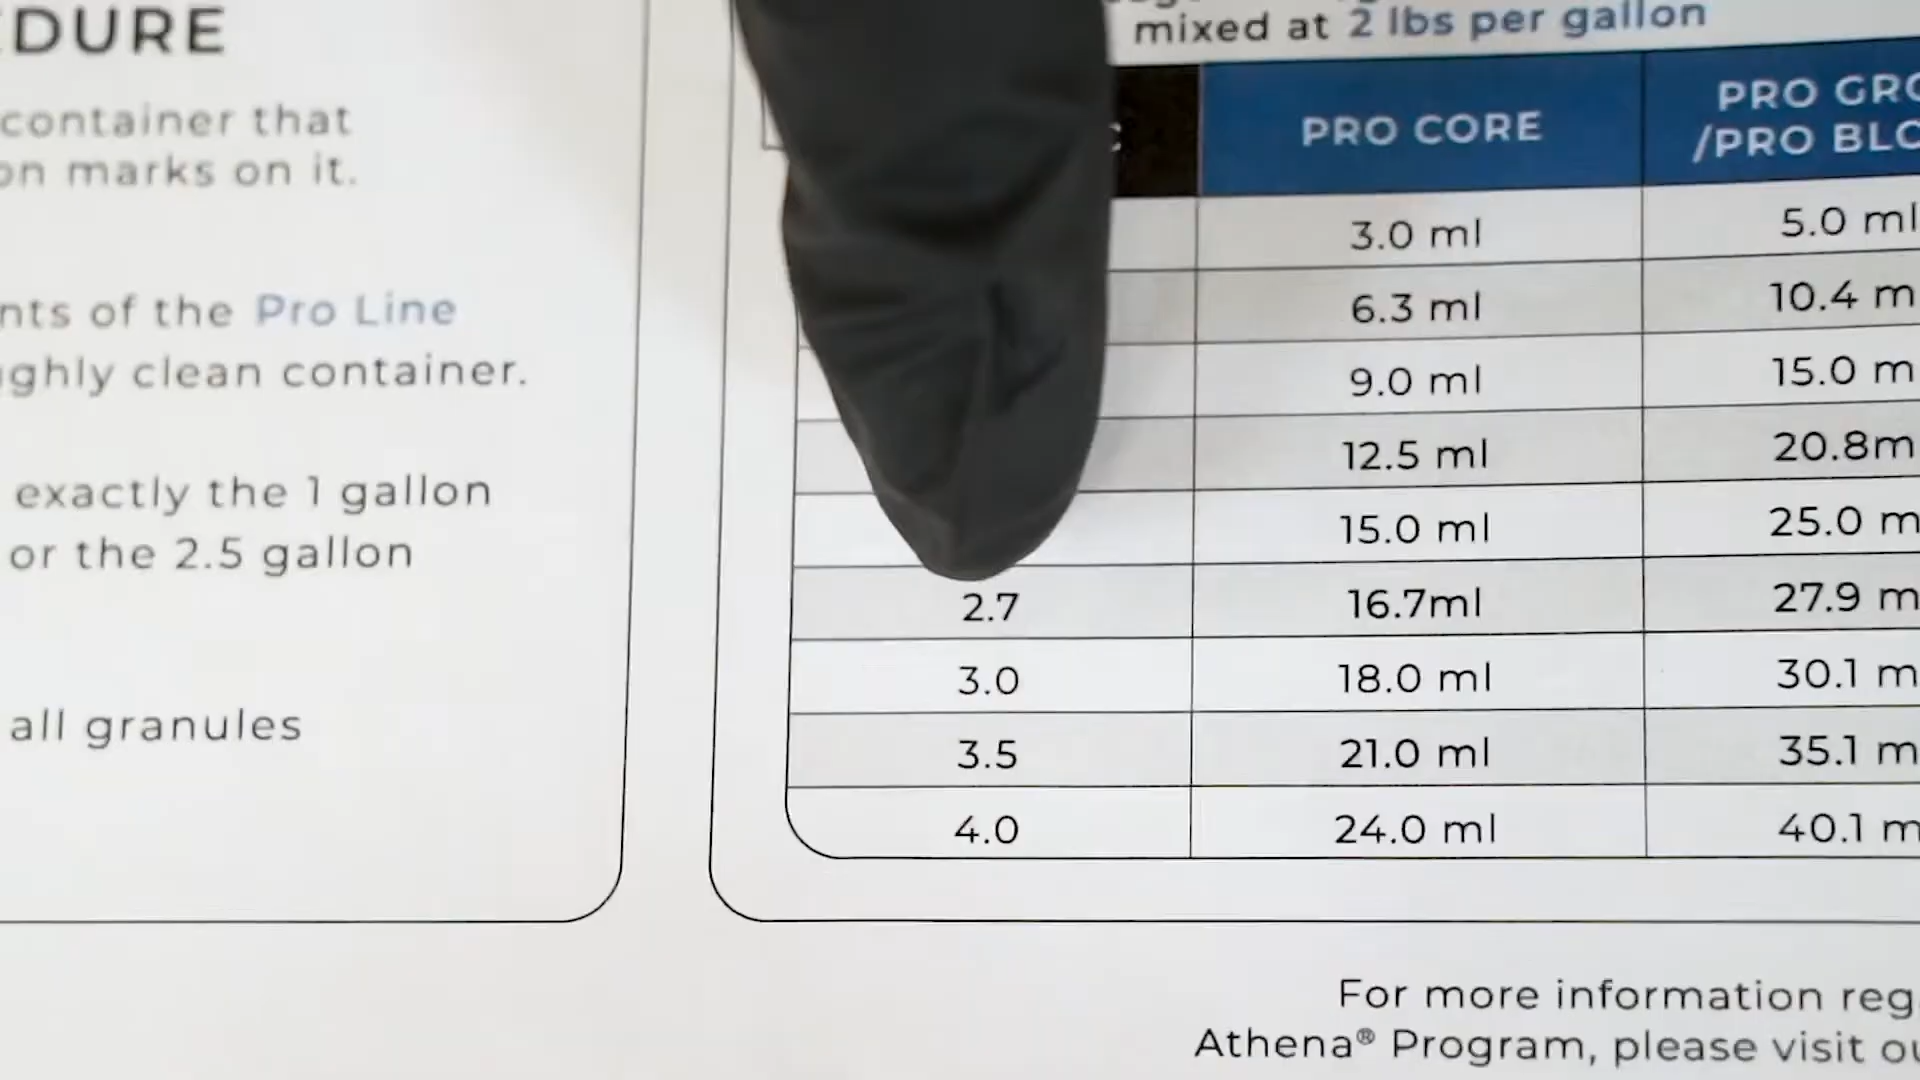 DURE
container that
on marks on it.
of the Pro Line
clean container.
exactly the 1 gallon
or the 2.5 gallon
all granules
mixed at 2 lbs per gallon
PRO CORE
PRO
/PRO
3.0 ml 5.0 ml
6.3 ml 10.4 m
9.0 ml 15.0 m
12.5 ml 20.8m
15.0 ml 25.0 m
2.7 16.7ml 27.9 m
3.0 18.0 ml 30.1 m
3.5 21.0 ml 35.1 m
4.0 24.0 ml 40.1 m
For more information reg
Athena® Program, please visit ou